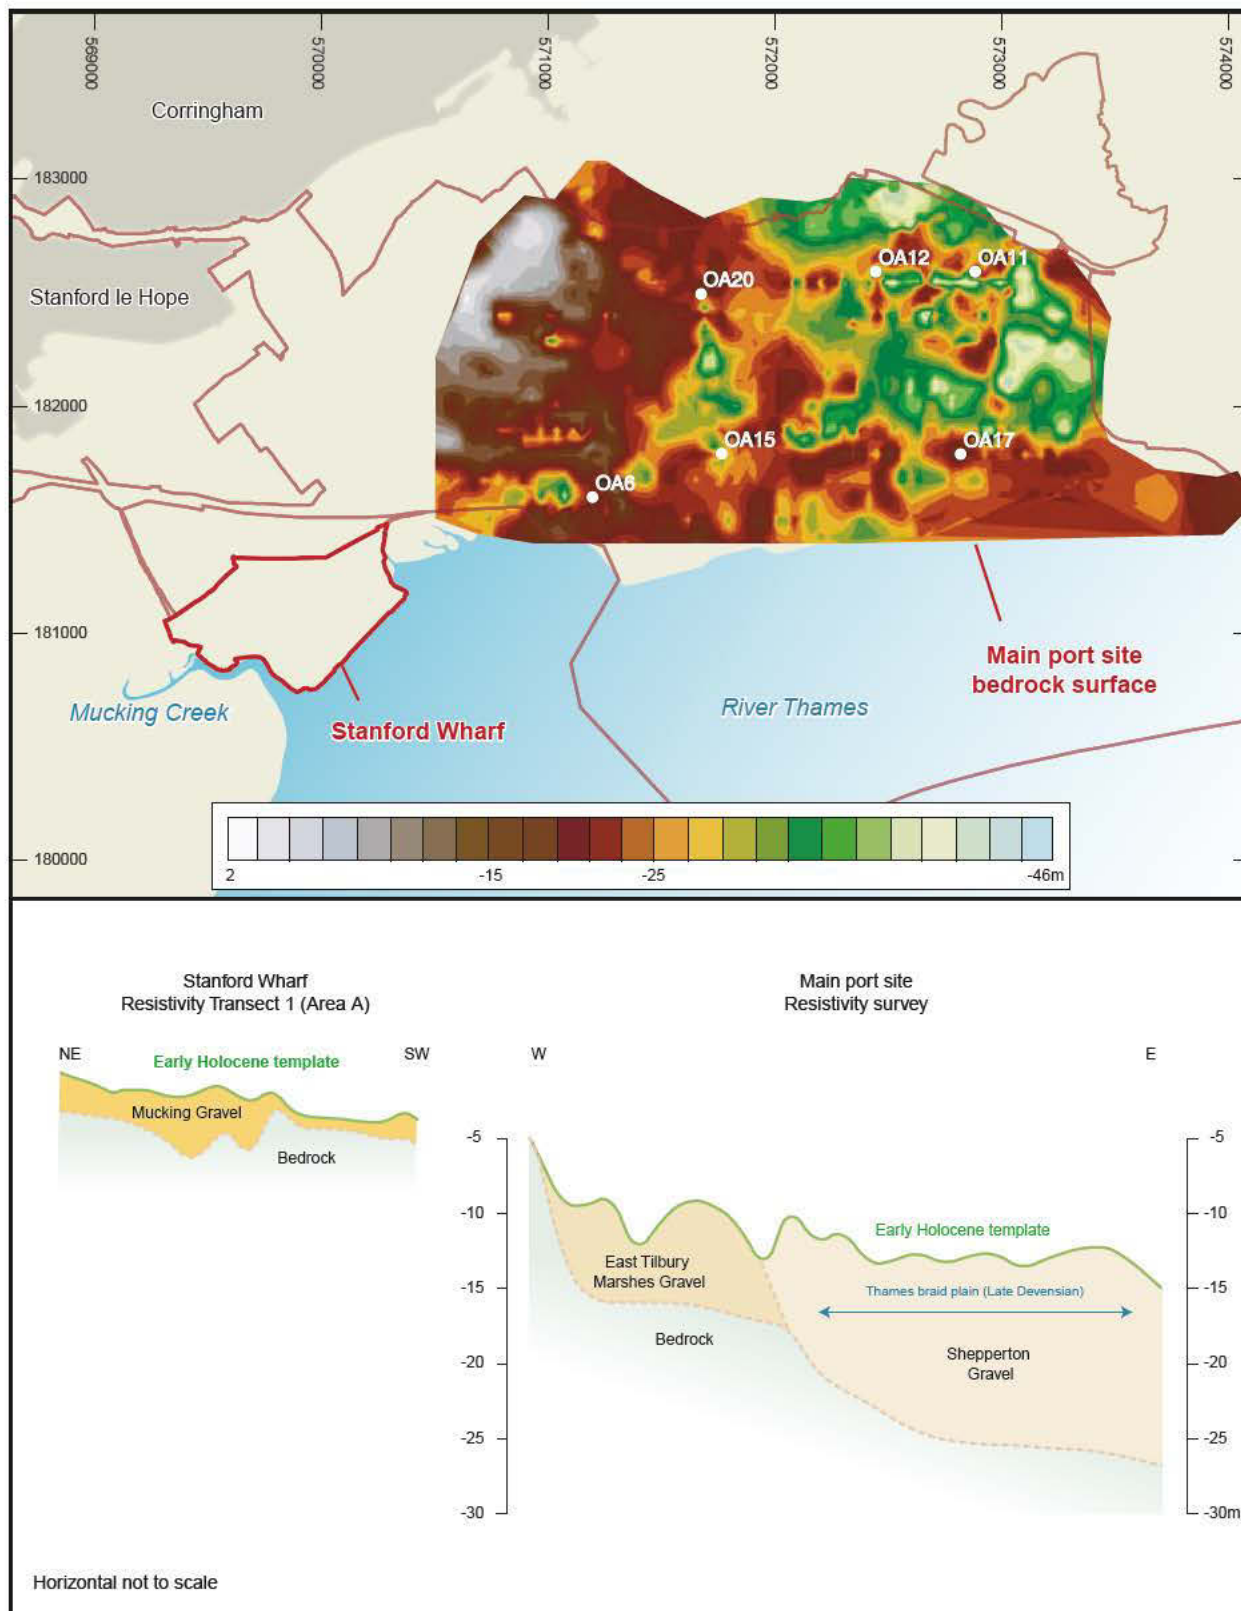 569000
570000
571000
572000
573000
574000
Corringham
183000
Stanford le Hope
OA12
OA11
OA20
182000
OA15
OA17
OA6
181000
Main port site
bedrock surface
Mucking Creek
River Thames
Stanford Wharf
180000
2
-15
-25
-46m
Stanford Wharf
Resistivity Transect 1 (Area A)
Main port site
Resistivity survey
NE
Early Holocene template
SW
W
E
Mucking Gravel
Bedrock
-5
-5
-10
-10
Early Holocene template
East Tilbury
Marshes Gravel
-15
-15
Thames braid plain (Late Devensian)
Bedrock
Shepperton
Gravel
-20
-20
-25
-25
-30
-30m
Horizontal not to scale